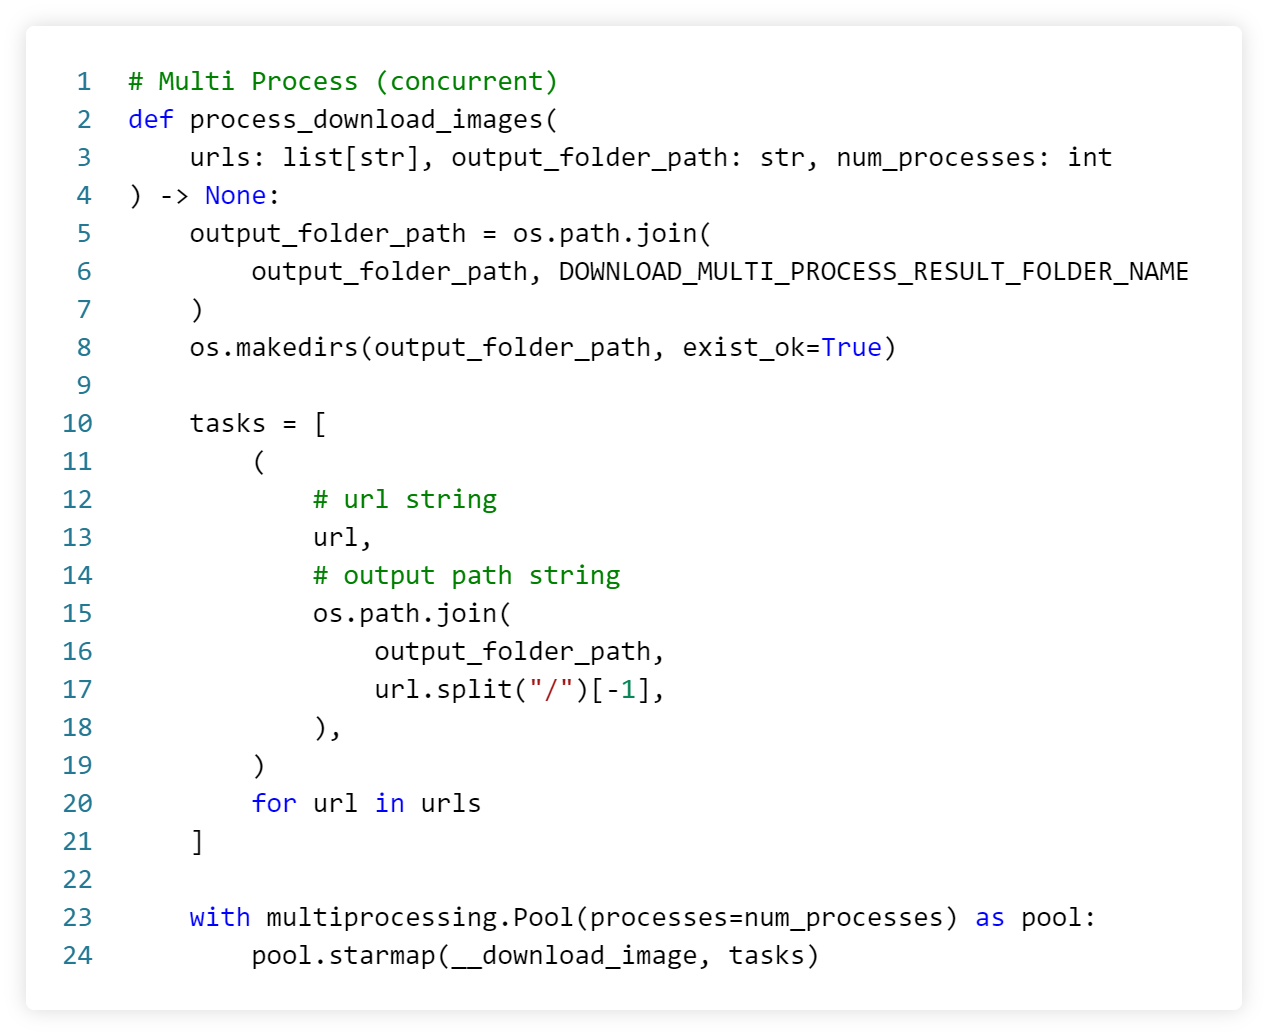 1 # Multi Process (concurrent)
2 def process_download_images(
3     urls: list[str], output_folder_path: str, num_processes: int
4 ) -> None:
5     output_folder_path = os.path.join(
6         output_folder_path, DOWNLOAD_MULTI_PROCESS_RESULT_FOLDER_NAME
7     )
8     os.makedirs(output_folder_path, exist_ok=True)
9
10     tasks = [
11         (
12             # url string
13             url,
14             # output path string
15             os.path.join(
16                 output_folder_path,
17                 url.split("/")[-1],
18             ),
19         )
20         for url in urls
21     ]
22
23     with multiprocessing.Pool(processes=num_processes) as pool:
24         pool.starmap(__download_image, tasks)